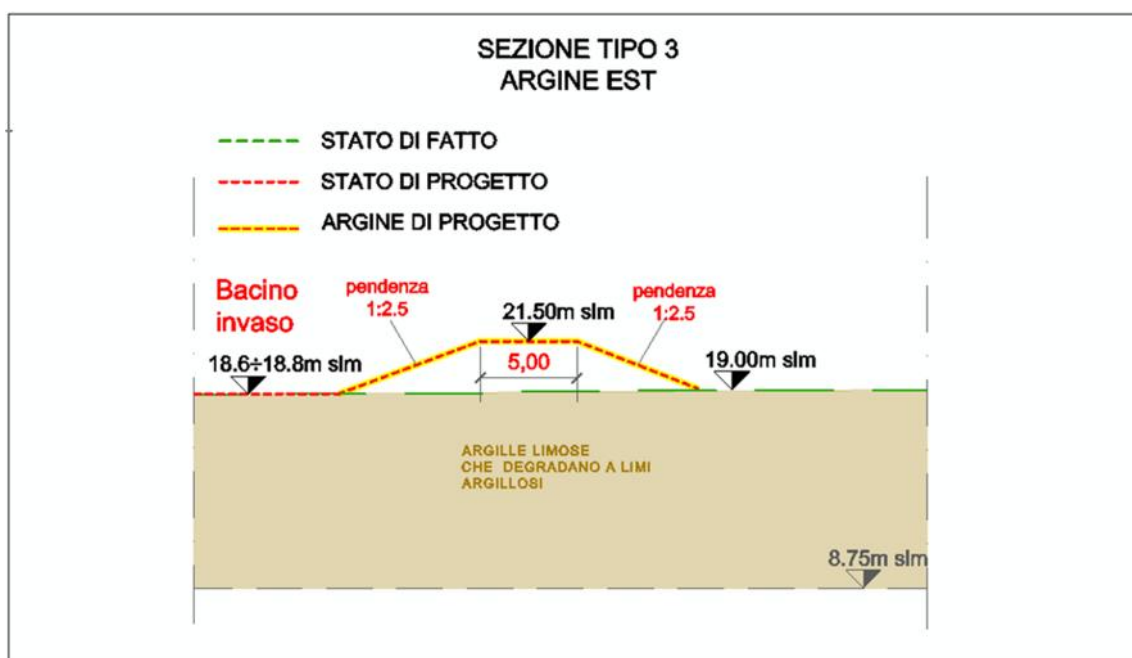 SEZIONE TIPO 3
ARGINE EST
STATO DI FATTO
STATO DI PROGETTO
ARGINE DI PROGETTO
Bacino
invaso
pendenza
1:2.5
21.50m slm
pendenza
1:2.5
18.6÷18.8m slm
5,00
19.00m slm
ARGILLE LIMOSE
CHE DEGRADANO A LIMI
ARGILLOSI
8.75m slm